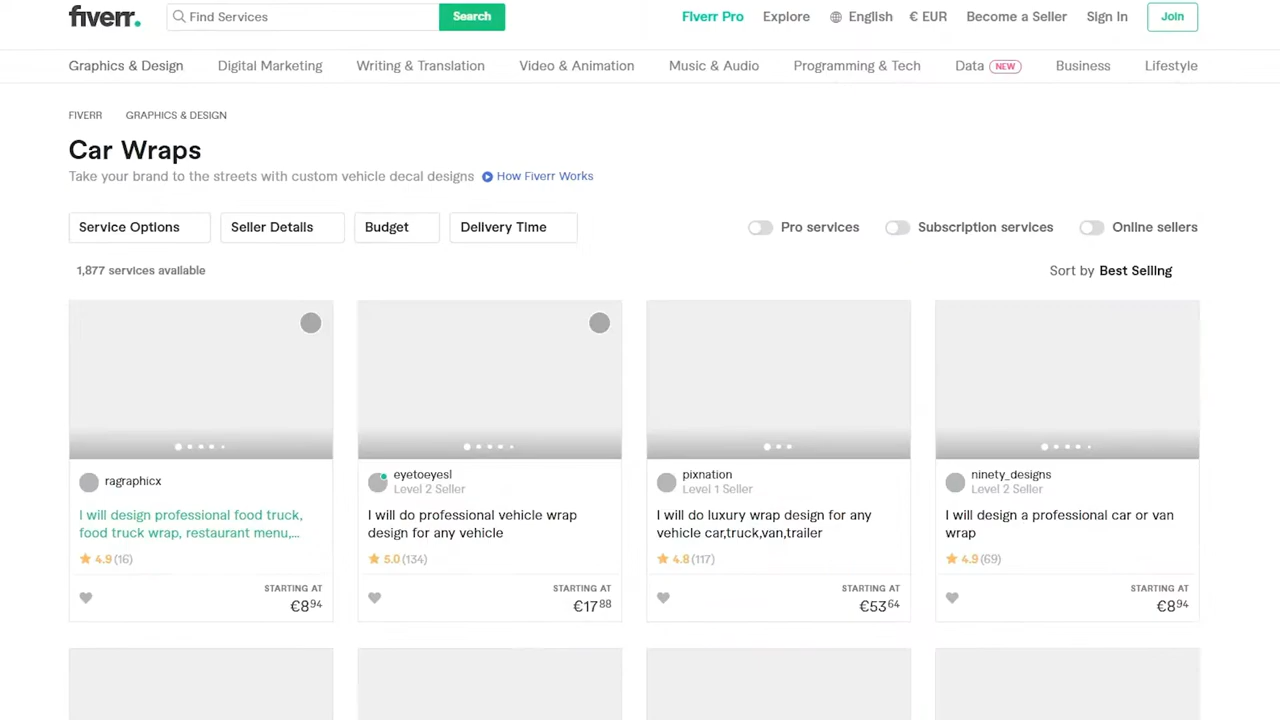 fiverr.
Find Services
Search
Fiverr Pro
Explore
English
€ EUR
Become a Seller
Sign In
Join
Graphics & Design
Digital Marketing
Writing & Translation
Video & Animation
Music & Audio
Programming & Tech
Data NEW
Business
Lifestyle
FIVERR
GRAPHICS & DESIGN
Car Wraps
Take your brand to the streets with custom vehicle decal designs
How Fiverr Works
Service Options
Seller Details
Budget
Delivery Time
Pro services
Subscription services
Online sellers
1,877 services available
Sort by Best Selling
ragraphicx
I will design professional food truck,
food truck wrap, restaurant menu,...
4.9 (16)
STARTING AT
€8 94
eyetoeyesl
Level 2 Seller
I will do professional vehicle wrap
design for any vehicle
5.0 (134)
STARTING AT
€17 88
pixnation
Level 1 Seller
I will do luxury wrap design for any
vehicle car,truck,van,trailer
4.8 (117)
STARTING AT
€53 64
ninety_designs
Level 2 Seller
I will design a professional car or van
wrap
4.9 (69)
STARTING AT
€8 94